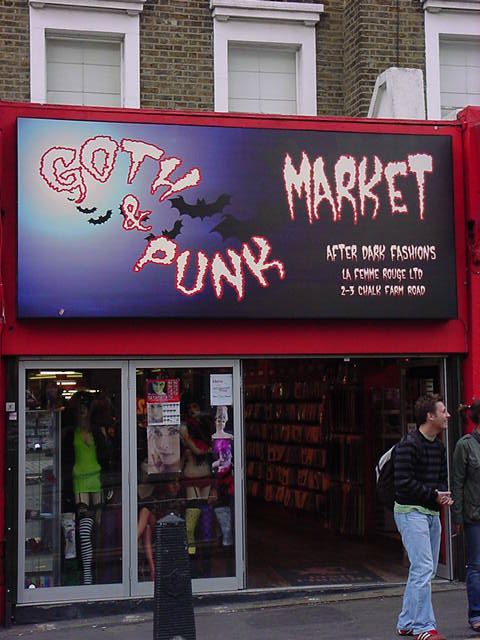 GOTH
&
PUNK
MARKET
AFTER DARK FASHIONS
LA FEMME ROUGE LTD
2-3 CHALK FARM ROAD